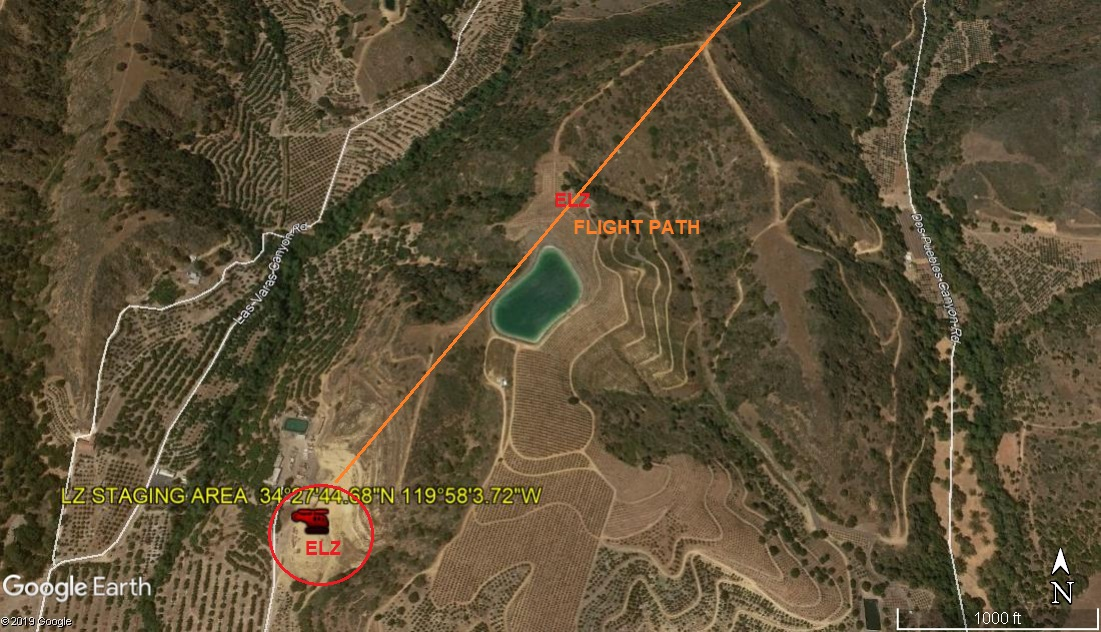 ELZ
FLIGHT PATH
Las Varas Canyon Rd
Dos Pueblos Canyon Rd
LZ STAGING AREA 34°27'44.68"N 119°58'3.72"W
ELZ
Google Earth
©2019 Google
N
1000 ft